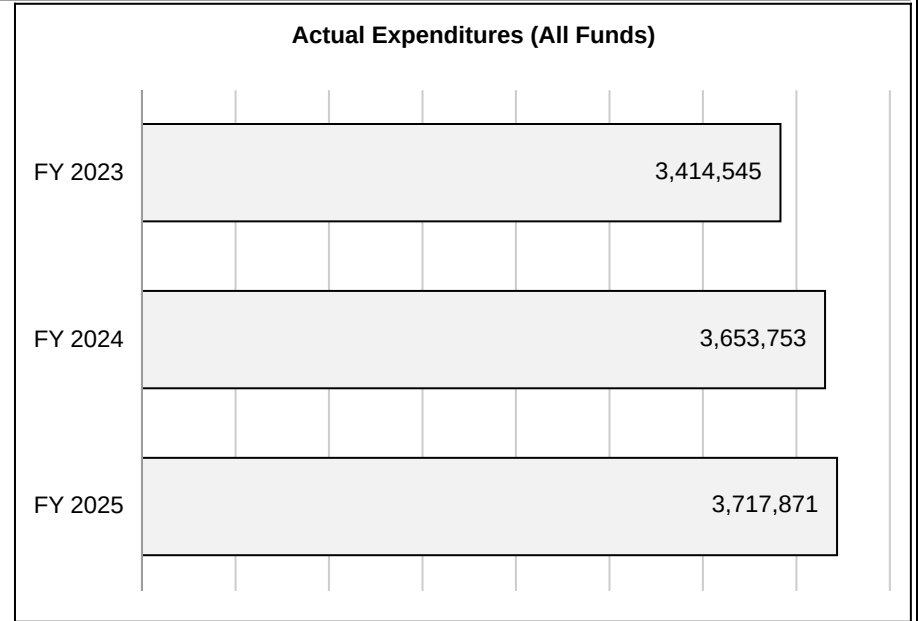 Actual Expenditures (All Funds)
FY 2023 3,414,545
FY 2024 3,653,753
FY 2025 3,717,871